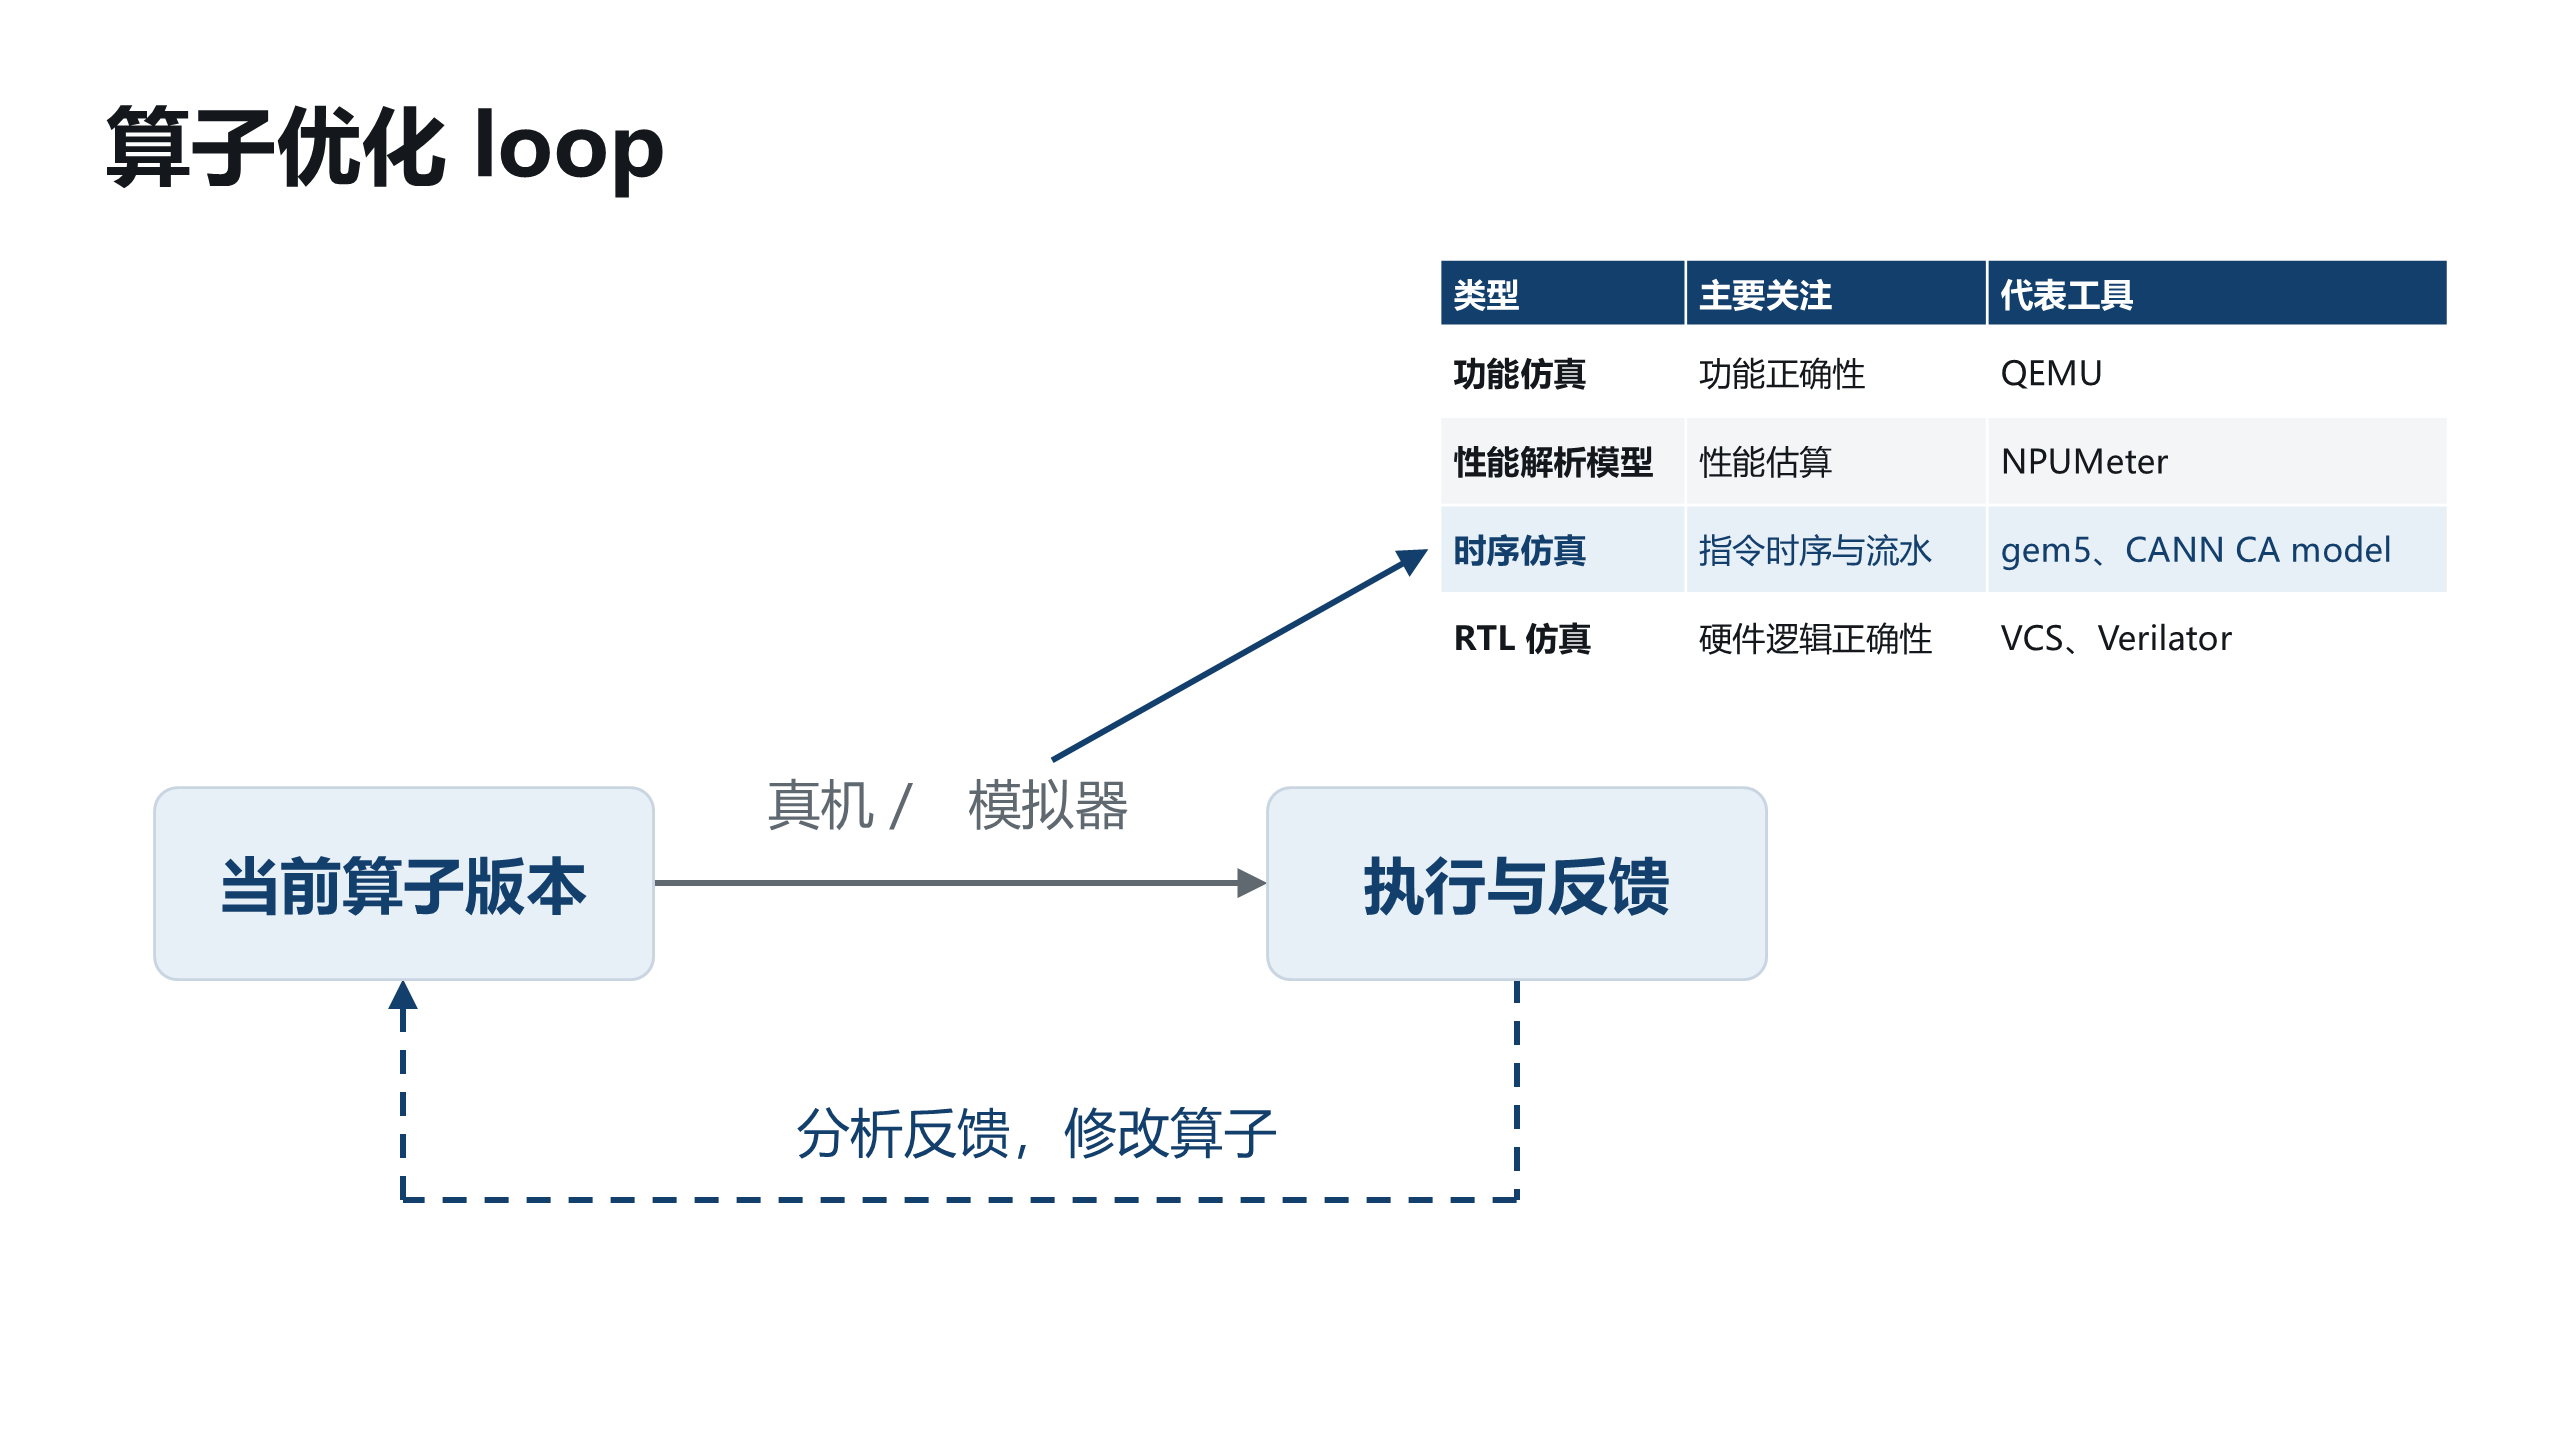 算子优化 loop
类型 主要关注 代表工具
功能仿真 功能正确性 QEMU
性能解析模型 性能估算 NPUMeter
时序仿真 指令时序与流水 gem5、CANN CA model
RTL 仿真 硬件逻辑正确性 VCS、Verilator
真机 / 模拟器
当前算子版本
执行与反馈
分析反馈，修改算子